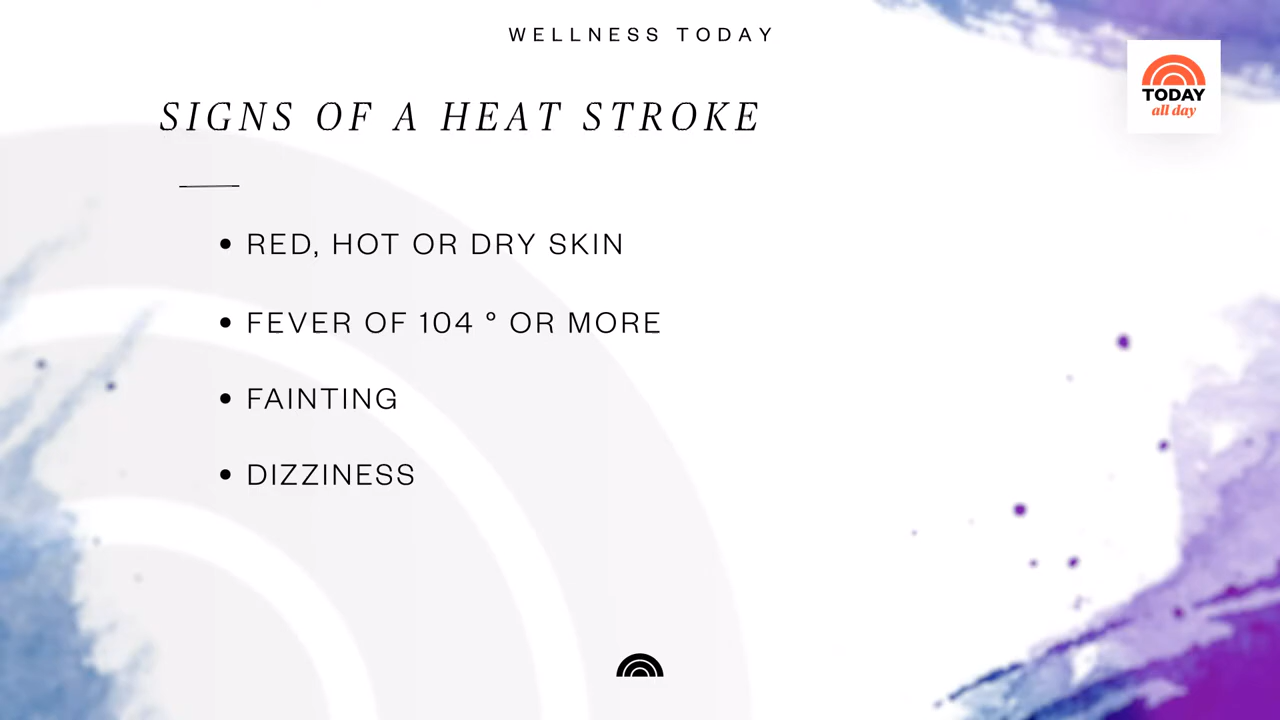 WELLNESS TODAY
TODAY
all day
SIGNS OF A HEAT STROKE
• RED, HOT OR DRY SKIN
• FEVER OF 104 ° OR MORE
• FAINTING
• DIZZINESS